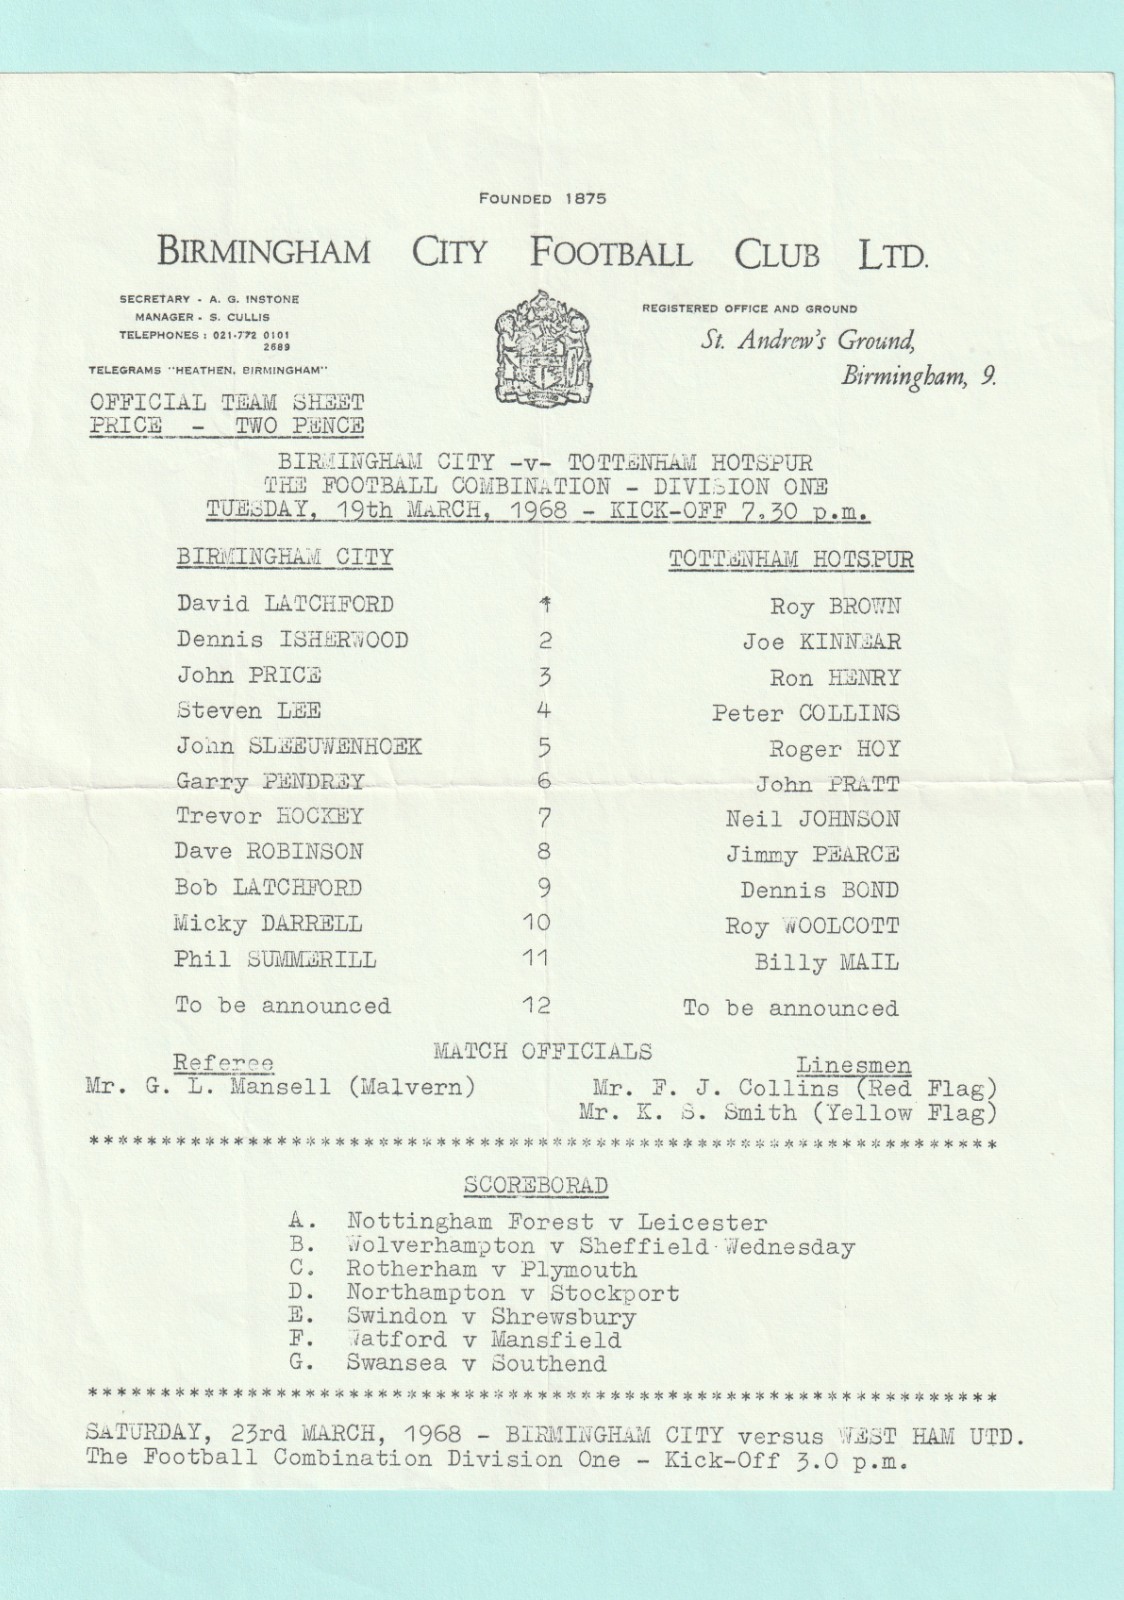 FOUNDED 1875
BIRMINGHAM CITY FOOTBALL CLUB LTD.
SECRETARY - A. G. INSTONE
MANAGER - S. CULLIS
TELEPHONES : 021-772 0101
2689
TELEGRAMS "HEATHEN, BIRMINGHAM"
REGISTERED OFFICE AND GROUND
St. Andrew's Ground,
Birmingham, 9.
OFFICIAL TEAM SHEET
PRICE - TWO PENCE
BIRMINGHAM CITY -v- TOTTENHAM HOTSPUR
THE FOOTBALL COMBINATION - DIVISION ONE
TUESDAY, 19th MARCH, 1968 - KICK-OFF 7.30 p.m.
BIRMINGHAM CITY TOTTENHAM HOTSPUR
David LATCHFORD 1 Roy BROWN
Dennis ISHERWOOD 2 Joe KINNEAR
John PRICE 3 Ron HENRY
Steven LEE 4 Peter COLLINS
John SLEEUWENHOEK 5 Roger HOY
Garry PENDREY 6 John PRATT
Trevor HOCKEY 7 Neil JOHNSON
Dave ROBINSON 8 Jimmy PEARCE
Bob LATCHFORD 9 Dennis BOND
Micky DARRELL 10 Roy WOOLCOTT
Phil SUMMERILL 11 Billy MAIL
To be announced 12 To be announced
MATCH OFFICIALS
Referee Linesmen
Mr. G. L. Mansell (Malvern) Mr. F. J. Collins (Red Flag)
Mr. K. S. Smith (Yellow Flag)
***************************************************************
SCOREBORAD
A. Nottingham Forest v Leicester
B. Wolverhampton v Sheffield Wednesday
C. Rotherham v Plymouth
D. Northampton v Stockport
E. Swindon v Shrewsbury
F. Watford v Mansfield
G. Swansea v Southend
***************************************************************
SATURDAY, 23rd MARCH, 1968 - BIRMINGHAM CITY versus WEST HAM UTD.
The Football Combination Division One - Kick-Off 3.0 p.m.